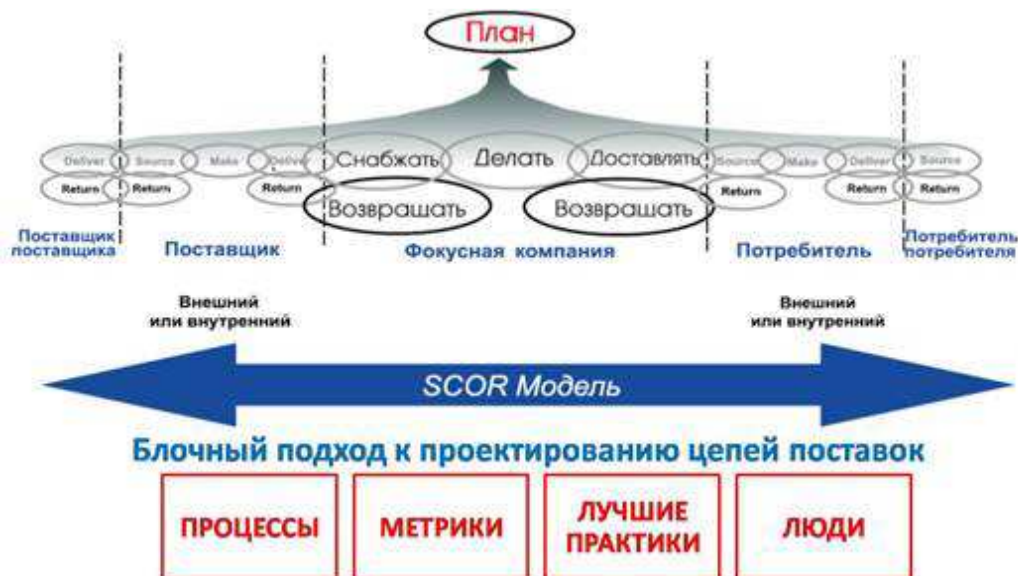 План
Deliver Source Make Deliver Снабжать Делать Доставлять Source Make Deliver Source
Return Return Return Возвращать Возвращать Return Return Return
Поставщик поставщика
Поставщик
Фокусная компания
Потребитель
Потребитель потребителя
Внешний
или внутренний
Внешний
или внутренний
SCOR Модель
Блочный подход к проектированию цепей поставок
ПРОЦЕССЫ
МЕТРИКИ
ЛУЧШИЕ
ПРАКТИКИ
ЛЮДИ